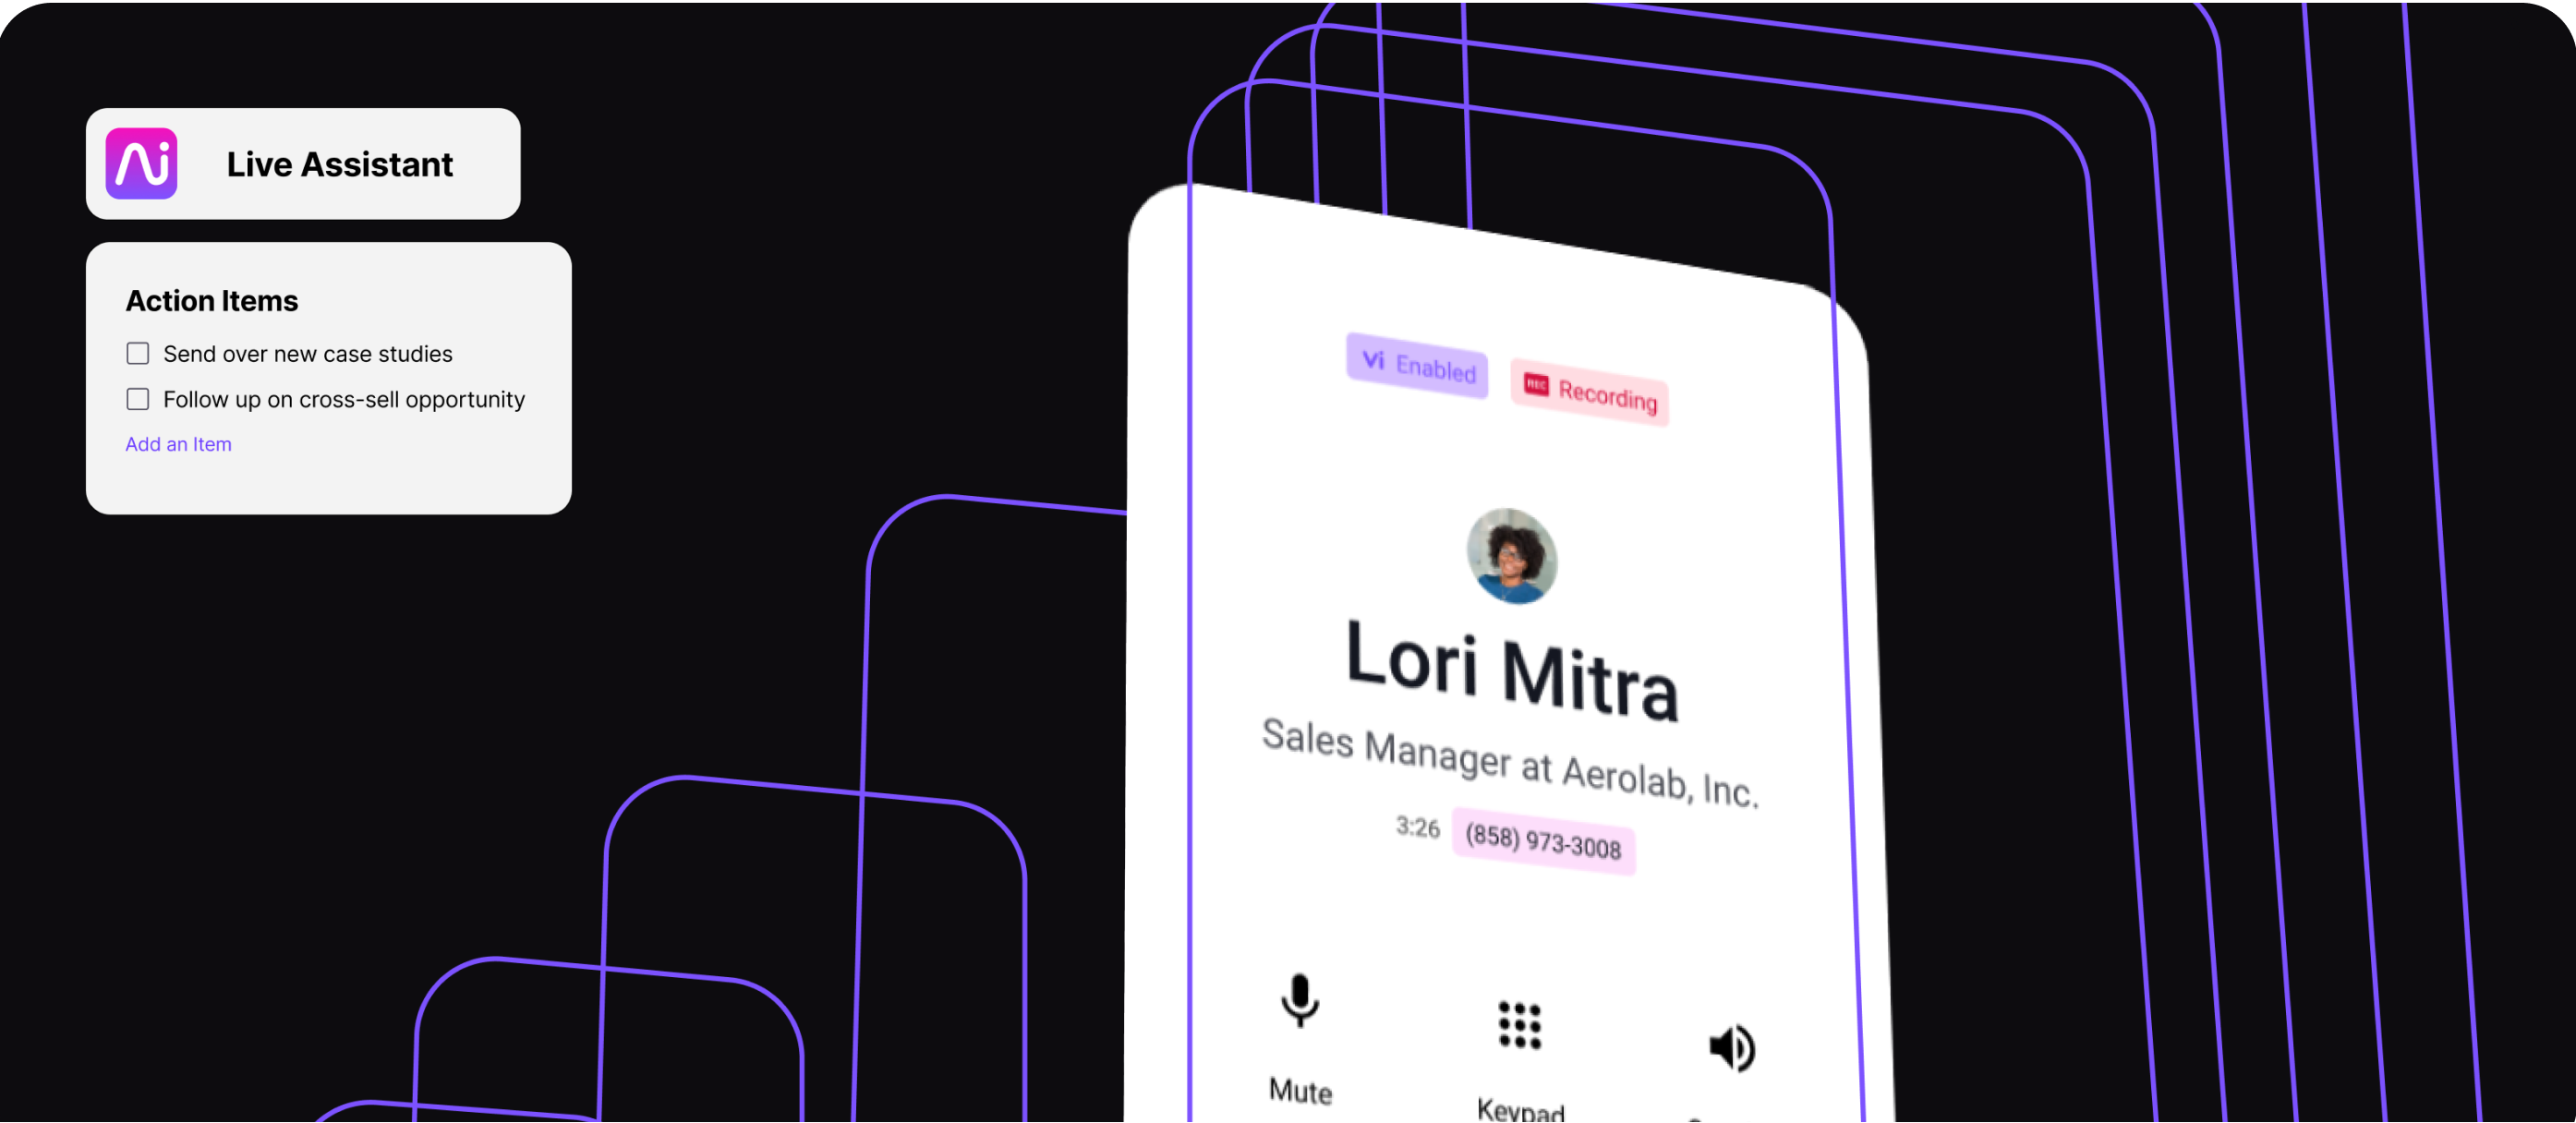 Ai
Live Assistant
Action Items
Send over new case studies
Follow up on cross-sell opportunity
Add an Item
Vi Enabled
REC Recording
Lori Mitra
Sales Manager at Aerolab, Inc.
3:26 (858) 973-3008
Mute
Keypad